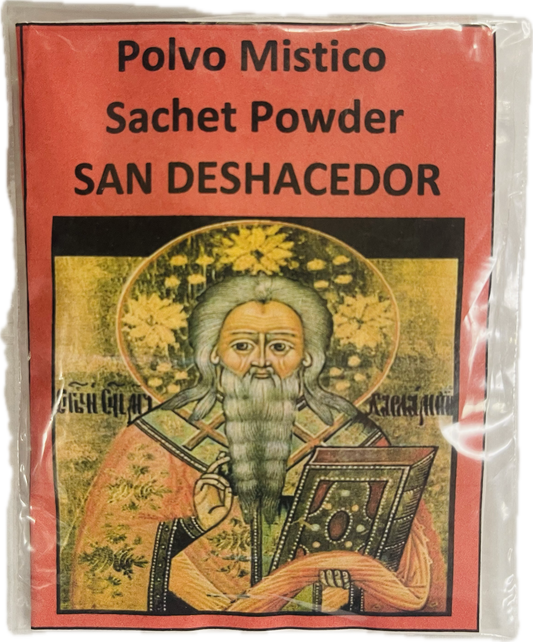 Polvo Mistico
Sachet Powder
SAN DESHACEDOR